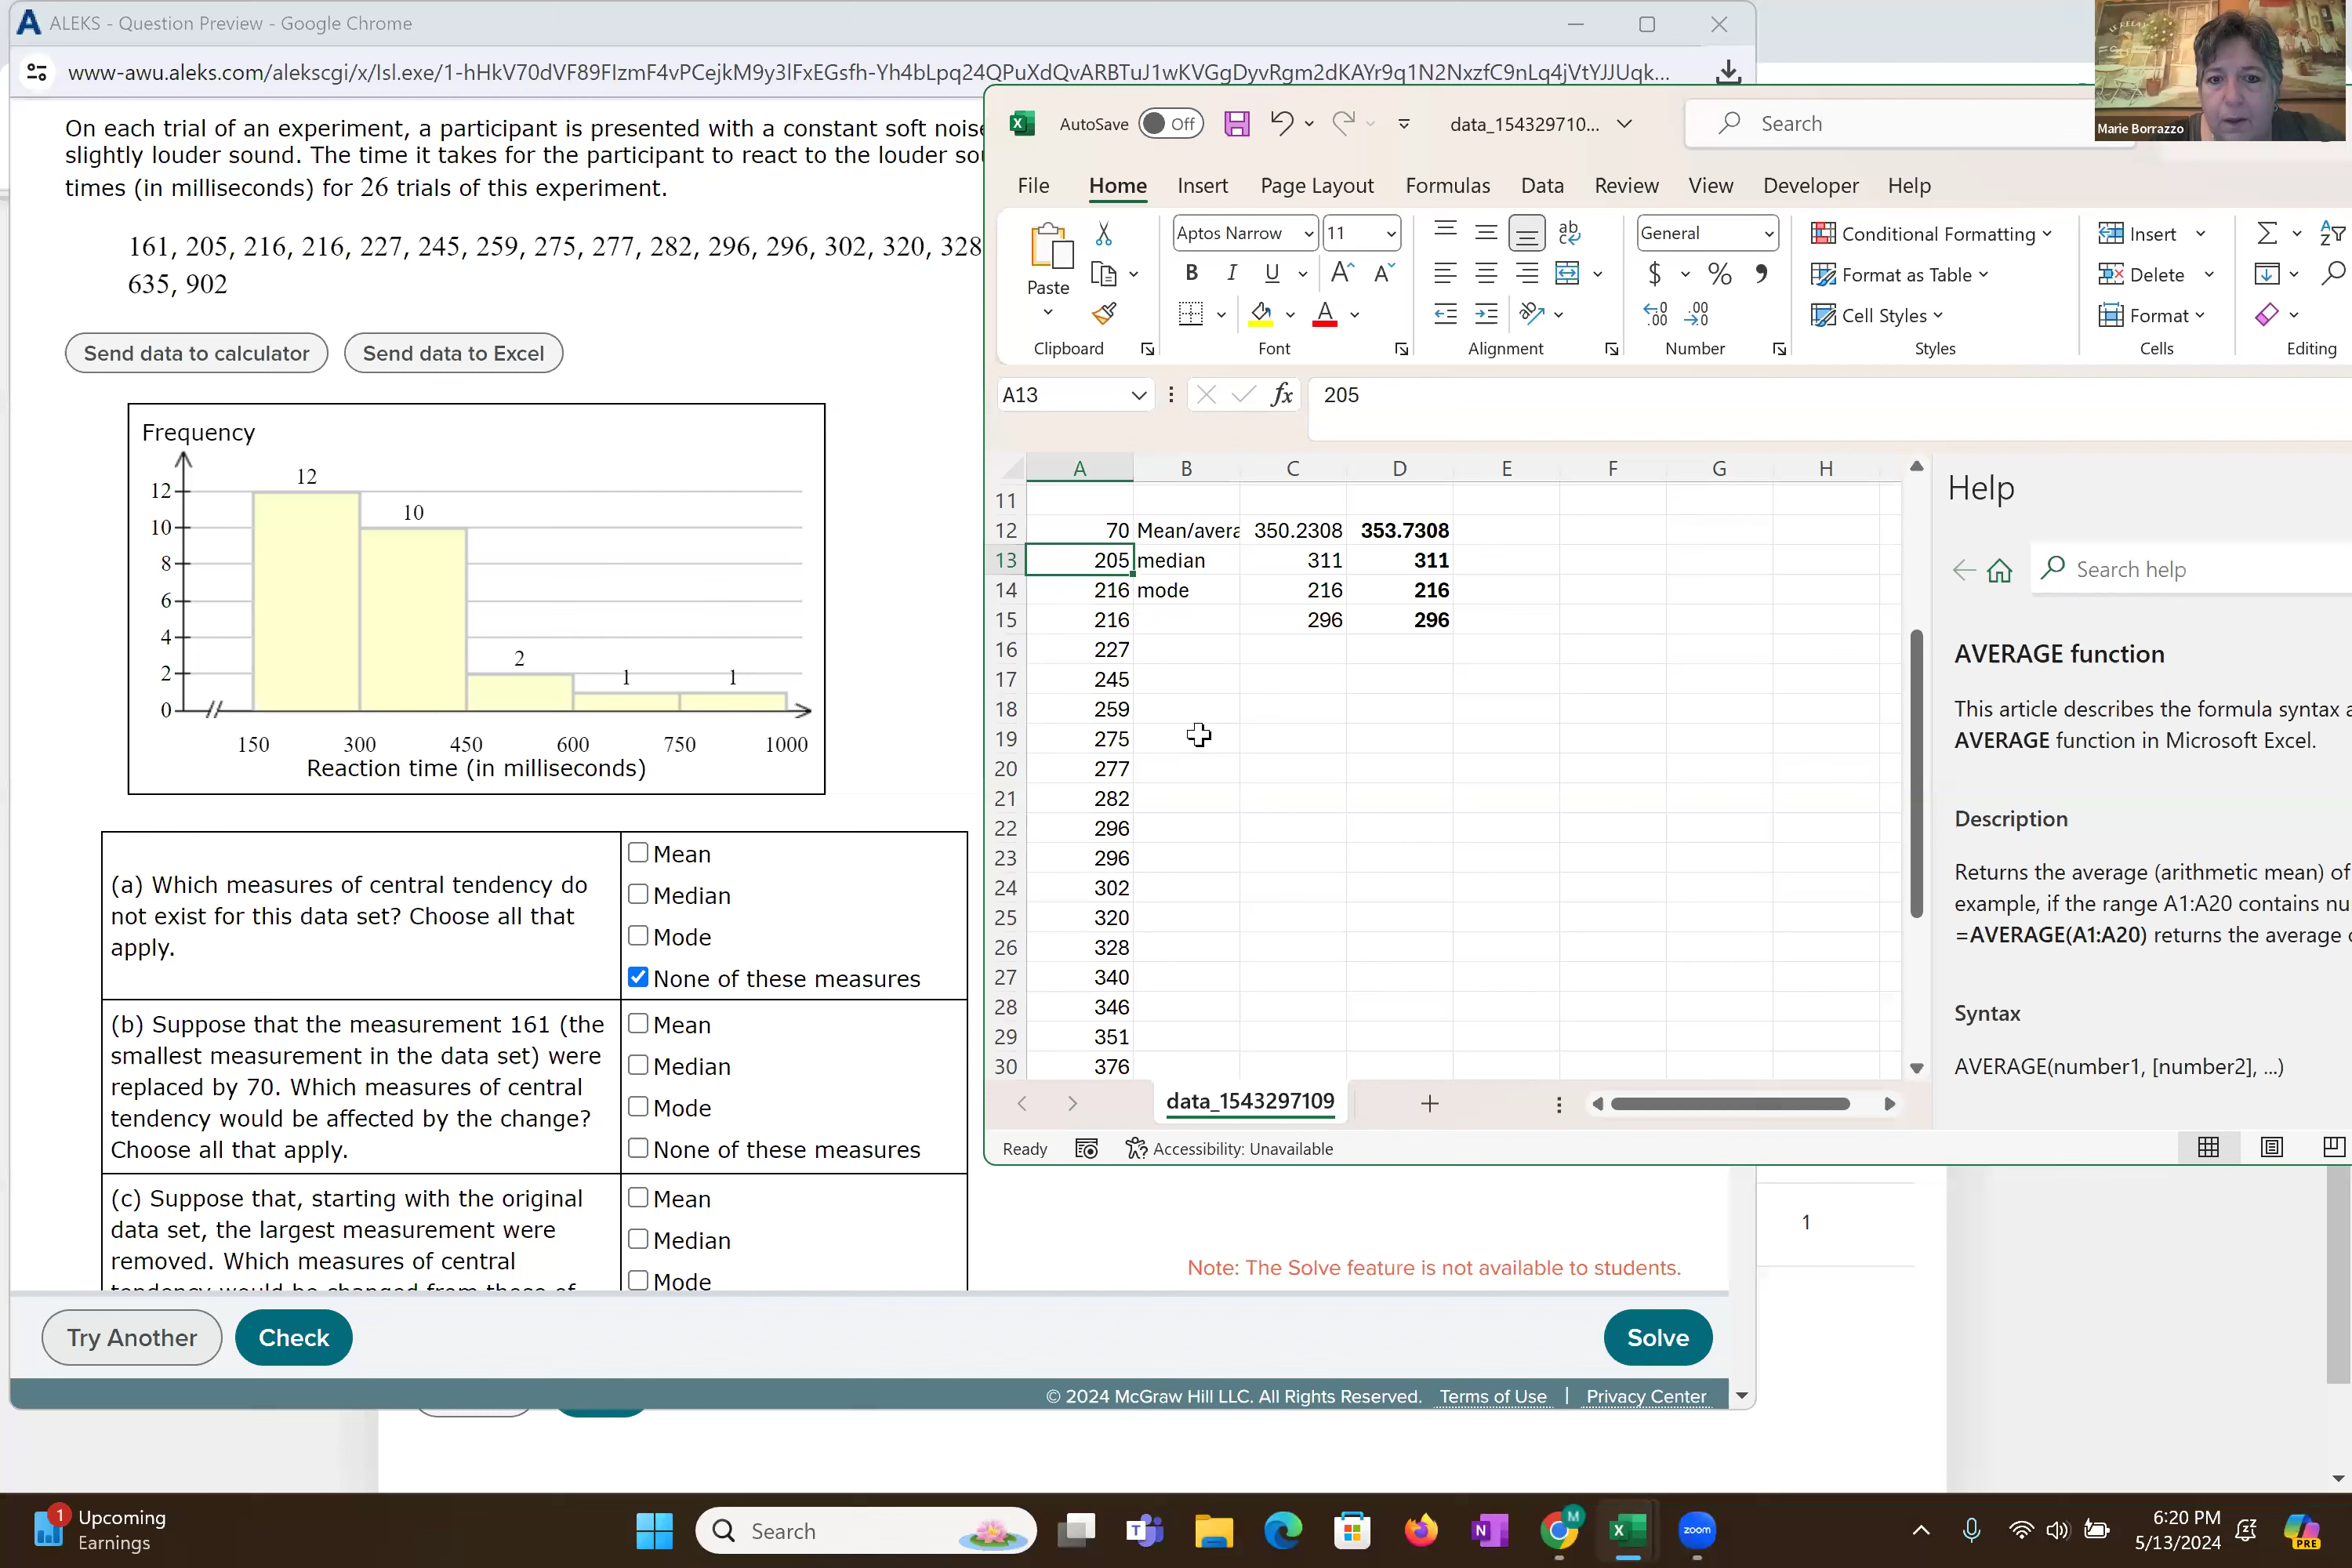 ALEKS - Question Preview - Google Chrome
www-awu.aleks.com/alekscgi/x/Isl.exe/1-hHkV70dVF89FIzmF4vPCejkM9y3lFxEGsfh-Yh4bLpq24QPuXdQvARBTuJ1wKVGgDyvRgm2dKAYr9q1N2NxzfC9nLq4jVtYJJUqk...
On each trial of an experiment, a participant is presented with a constant soft noise
slightly louder sound. The time it takes for the participant to react to the louder so
times (in milliseconds) for 26 trials of this experiment.
161, 205, 216, 216, 227, 245, 259, 275, 277, 282, 296, 296, 302, 320, 328
635, 902
Send data to calculator
Send data to Excel
Frequency
12
10
8
6
4
2
0
12
10
2
1
1
150 300 450 600 750 1000
Reaction time (in milliseconds)
(a) Which measures of central tendency do
not exist for this data set? Choose all that
apply.
Mean
Median
Mode
None of these measures
(b) Suppose that the measurement 161 (the
smallest measurement in the data set) were
replaced by 70. Which measures of central
tendency would be affected by the change?
Choose all that apply.
Mean
Median
Mode
None of these measures
(c) Suppose that, starting with the original
data set, the largest measurement were
removed. Which measures of central
tendency would be changed from those of
Mean
Median
Mode
Note: The Solve feature is not available to students.
Try Another
Check
Solve
© 2024 McGraw Hill LLC. All Rights Reserved. Terms of Use | Privacy Center
AutoSave Off
data_154329710...
Search
Marie Borrazzo
File Home Insert Page Layout Formulas Data Review View Developer Help
Paste
Clipboard
Aptos Narrow 11
B I U A A
A
Font
ab
Alignment
General
$ % ,
Number
Conditional Formatting
Format as Table
Cell Styles
Styles
Insert
Delete
Format
Cells
Editing
A13 fx 205
A B C D E F G H
11
12 70 Mean/avera 350.2308 353.7308
13 205 median 311 311
14 216 mode 216 216
15 216 296 296
16 227
17 245
18 259
19 275
20 277
21 282
22 296
23 296
24 302
25 320
26 328
27 340
28 346
29 351
30 376
data_1543297109
Ready
Accessibility: Unavailable
Help
Search help
AVERAGE function
This article describes the formula syntax a
AVERAGE function in Microsoft Excel.
Description
Returns the average (arithmetic mean) of
example, if the range A1:A20 contains nu
=AVERAGE(A1:A20) returns the average
Syntax
AVERAGE(number1, [number2], ...)
1
1
Upcoming
Earnings
Search
zoom
6:20 PM
5/13/2024
PRE